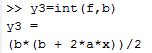 >> y3=int(f,b)
y3 =
(b*(b + 2*a*x))/2